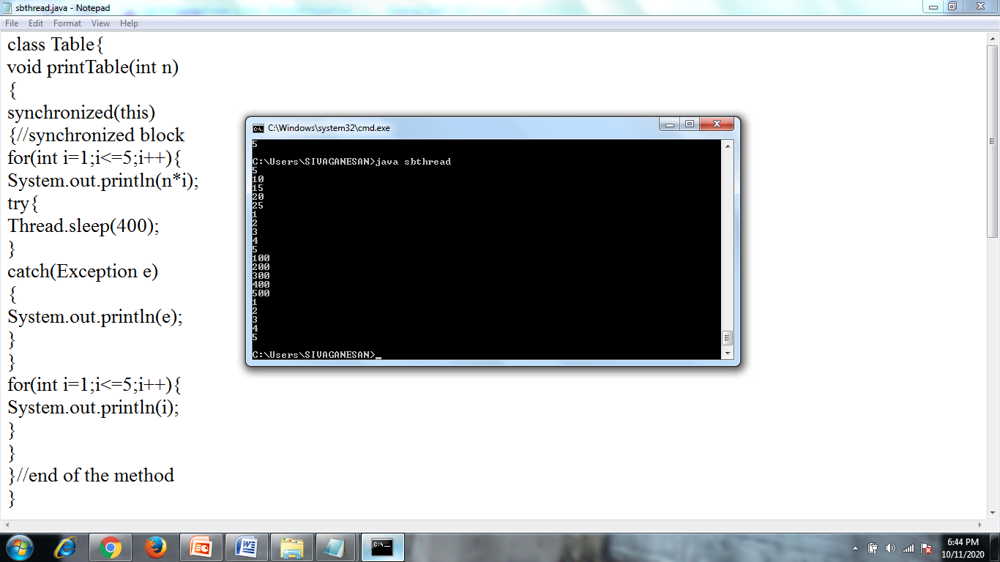 sbthread.java - Notepad
File Edit Format View Help
class Table{
void printTable(int n)
{
synchronized(this)
{//synchronized block
for(int i=1;i<=5;i++){
System.out.println(n*i);
try{
Thread.sleep(400);
}
catch(Exception e)
{
System.out.println(e);
}
}
for(int i=1;i<=5;i++){
System.out.println(i);
}
}
}//end of the method
}
C:\Windows\system32\cmd.exe
5
C:\Users\SIVAGANESAN>java sbthread
5
10
15
20
25
1
2
3
4
5
100
200
300
400
500
1
2
3
4
5
C:\Users\SIVAGANESAN>_
6:44 PM
10/11/2020